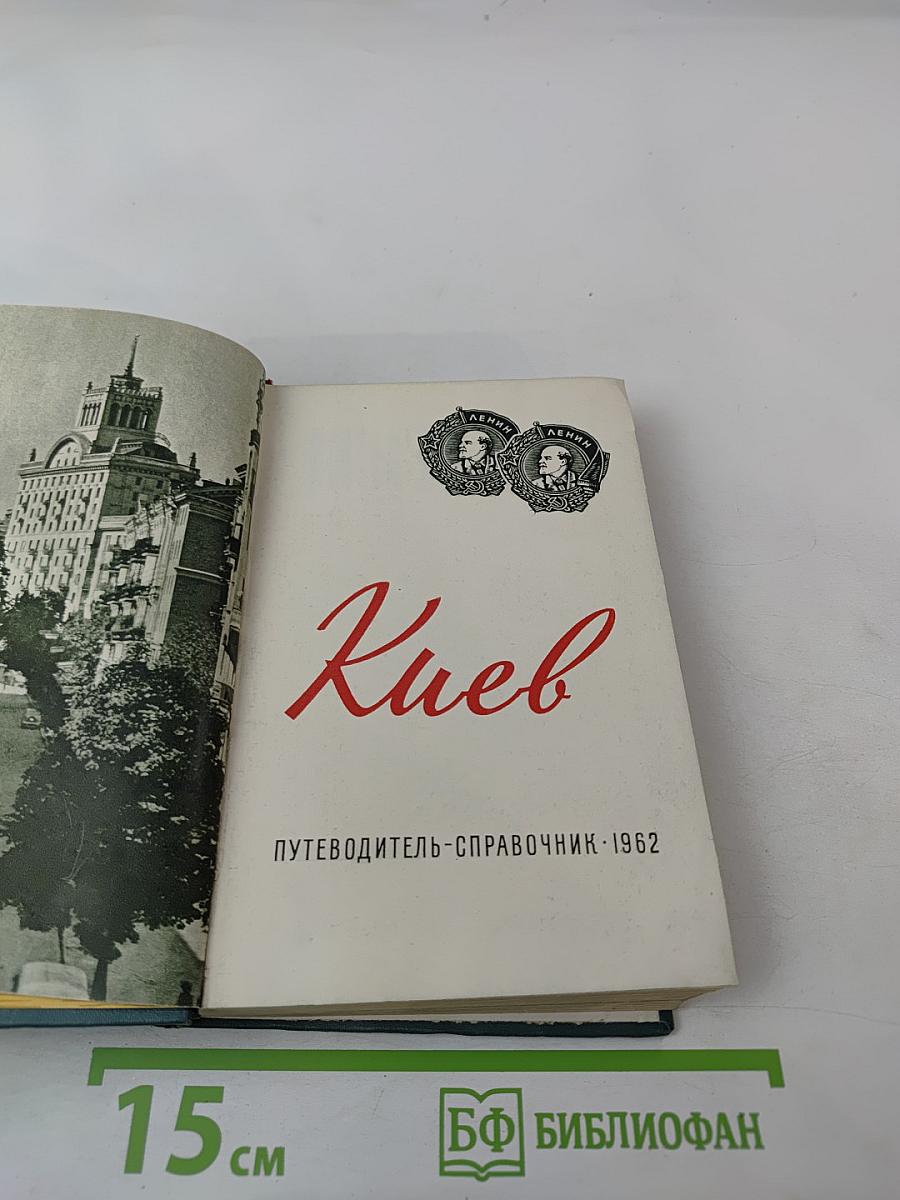 ЛЕНИН
ЛЕНИН
Киев
ПУТЕВОДИТЕЛЬ-СПРАВОЧНИК·1962
15 см
БФ БИБЛИОФАН